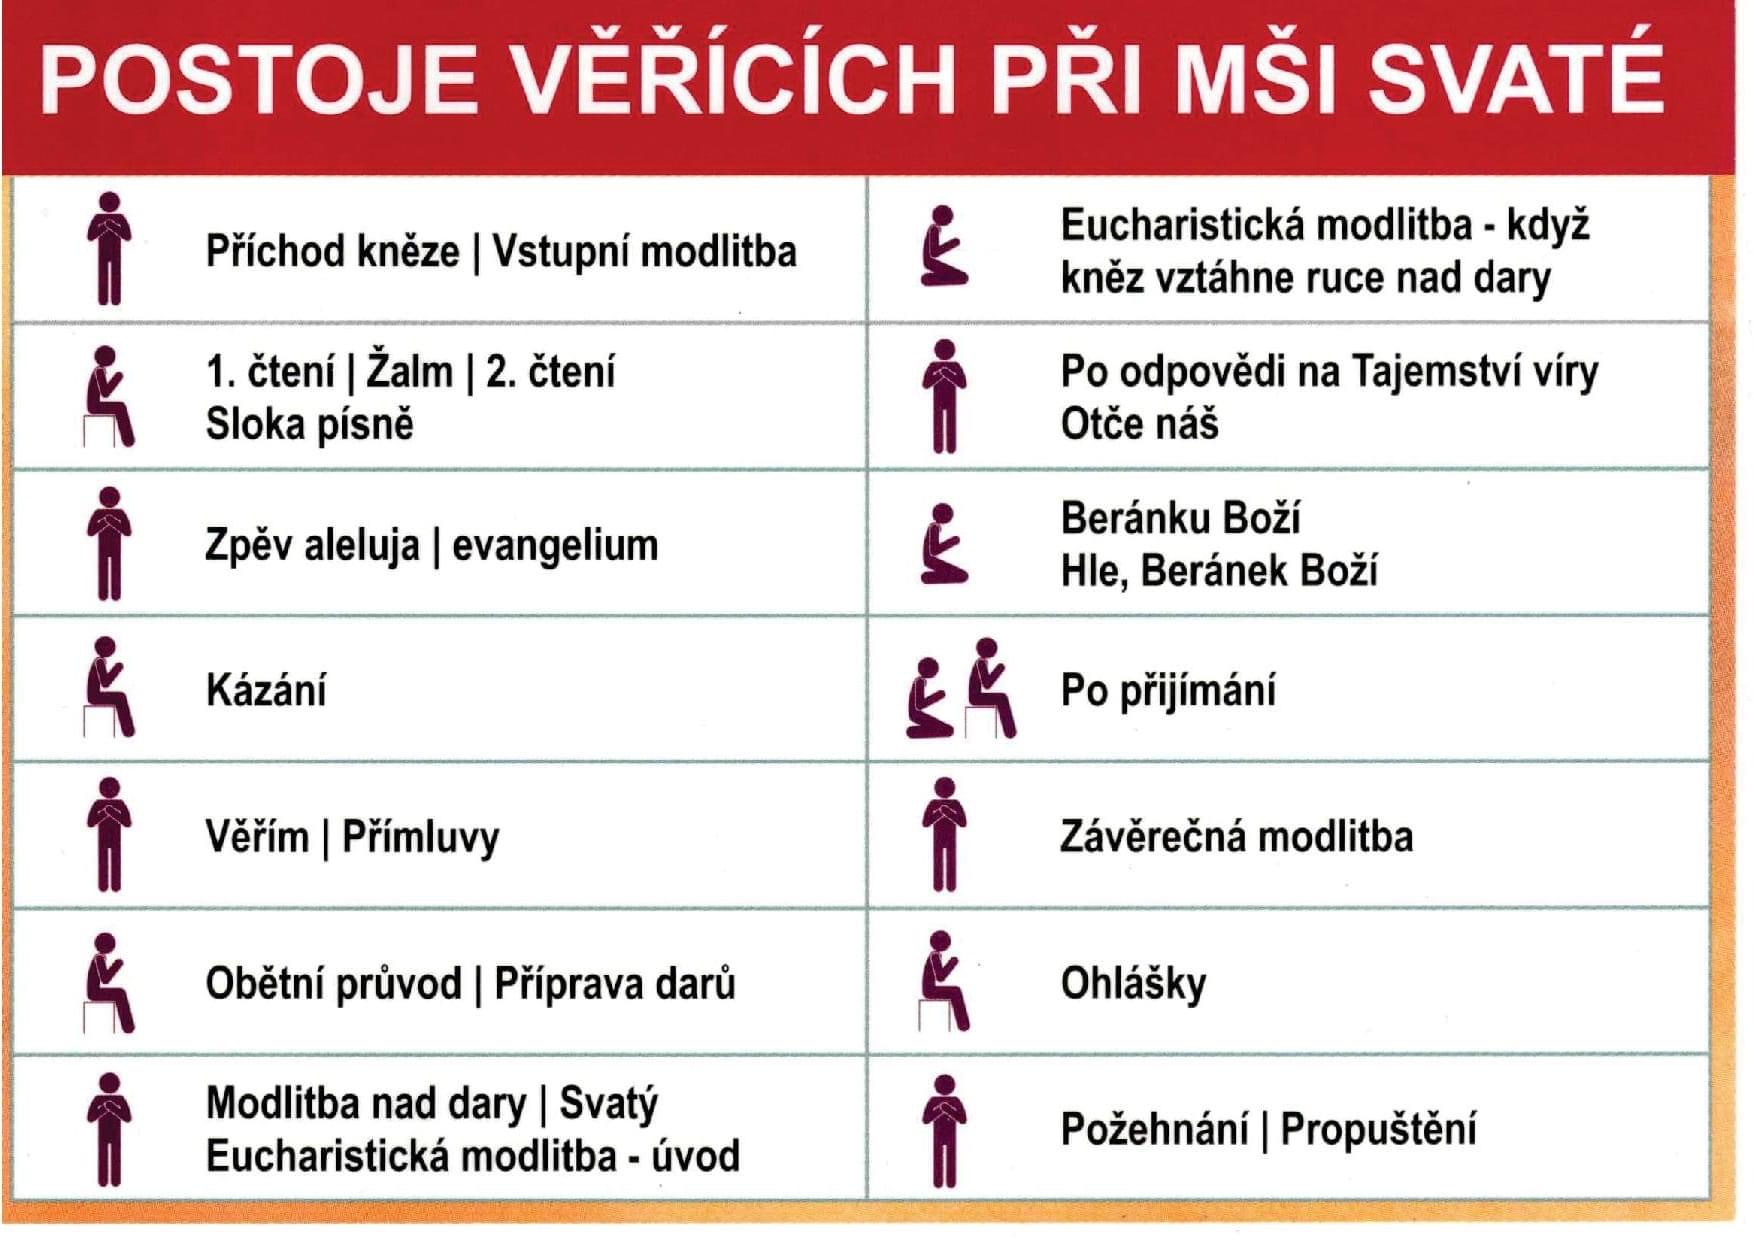 POSTOJE VĚŘÍCÍCH PŘI MŠI SVATÉ
Příchod kněze | Vstupní modlitba
1. čtení | Žalm | 2. čtení
Sloka písně
Zpěv aleluja | evangelium
Kázání
Věřím | Přímluvy
Obětní průvod | Příprava darů
Modlitba nad dary | Svatý
Eucharistická modlitba - úvod
Eucharistická modlitba - když
kněz vztáhne ruce nad dary
Po odpovědi na Tajemství víry
Otče náš
Beránku Boží
Hle, Beránek Boží
Po přijímání
Závěrečná modlitba
Ohlášky
Požehnání | Propuštění